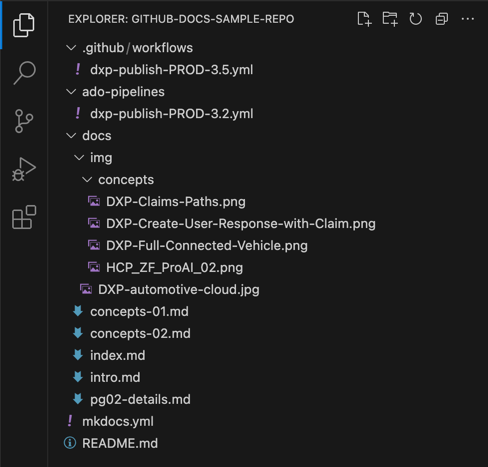 EXPLORER: GITHUB-DOCS-SAMPLE-REPO
.github/workflows
dxp-publish-PROD-3.5.yml
ado-pipelines
dxp-publish-PROD-3.2.yml
docs
img
concepts
DXP-Claims-Paths.png
DXP-Create-User-Response-with-Claim.png
DXP-Full-Connected-Vehicle.png
HCP_ZF_ProAI_02.png
DXP-automotive-cloud.jpg
concepts-01.md
concepts-02.md
index.md
intro.md
pg02-details.md
mkdocs.yml
README.md